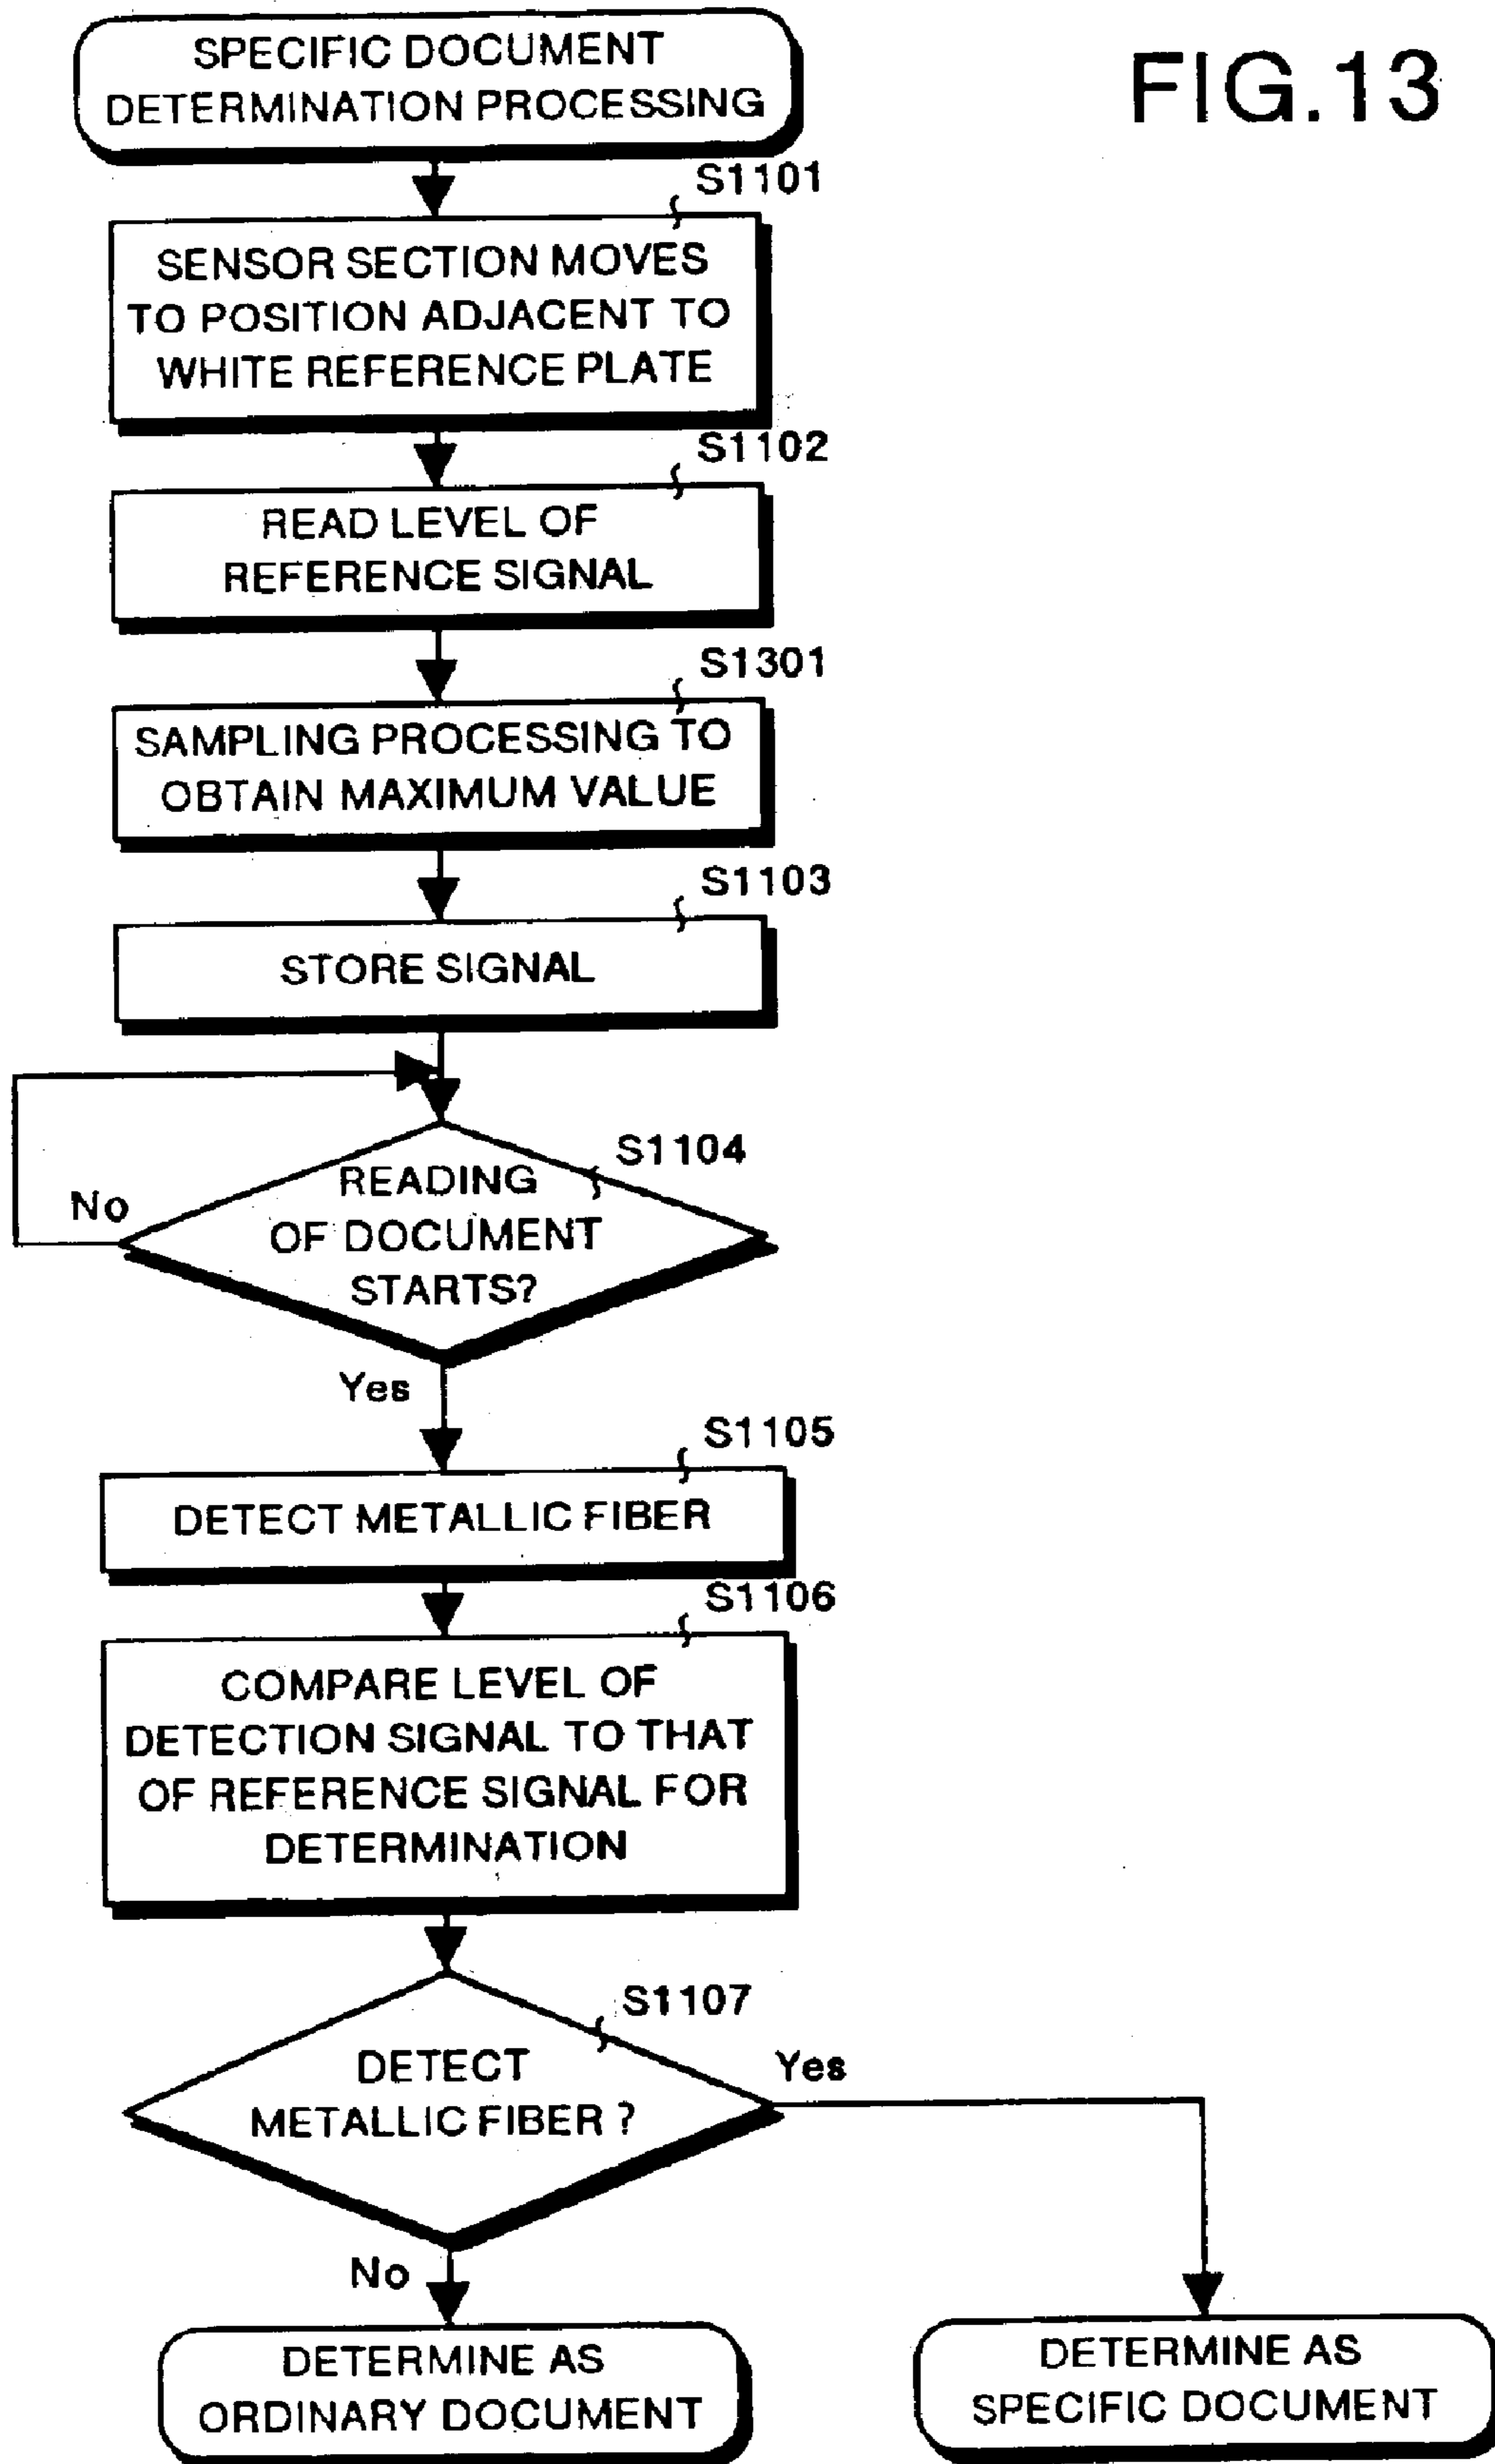 FIG.13
SPECIFIC DOCUMENT
DETERMINATION PROCESSING
S1101
SENSOR SECTION MOVES
TO POSITION ADJACENT TO
WHITE REFERENCE PLATE
S1102
READ LEVEL OF
REFERENCE SIGNAL
S1301
SAMPLING PROCESSING TO
OBTAIN MAXIMUM VALUE
S1103
STORE SIGNAL
S1104
READING
OF DOCUMENT
STARTS?
No
Yes
S1105
DETECT METALLIC FIBER
S1106
COMPARE LEVEL OF
DETECTION SIGNAL TO THAT
OF REFERENCE SIGNAL FOR
DETERMINATION
S1107
DETECT
METALLIC FIBER ?
Yes
No
DETERMINE AS
ORDINARY DOCUMENT
DETERMINE AS
SPECIFIC DOCUMENT